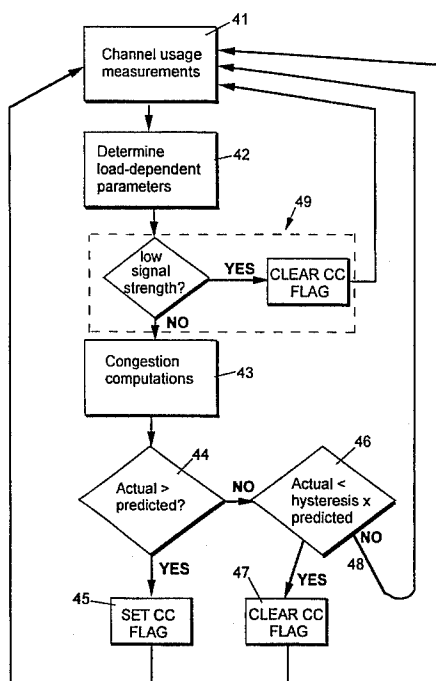 41
Channel usage
measurements
42
Determine
load-dependent
parameters
49
low
signal
strength?
YES
CLEAR CC
FLAG
NO
Congestion
computations
43
44
Actual >
predicted?
NO
46
Actual <
hysteresis x
predicted
NO
48
YES
YES
45
SET CC
FLAG
47
CLEAR CC
FLAG